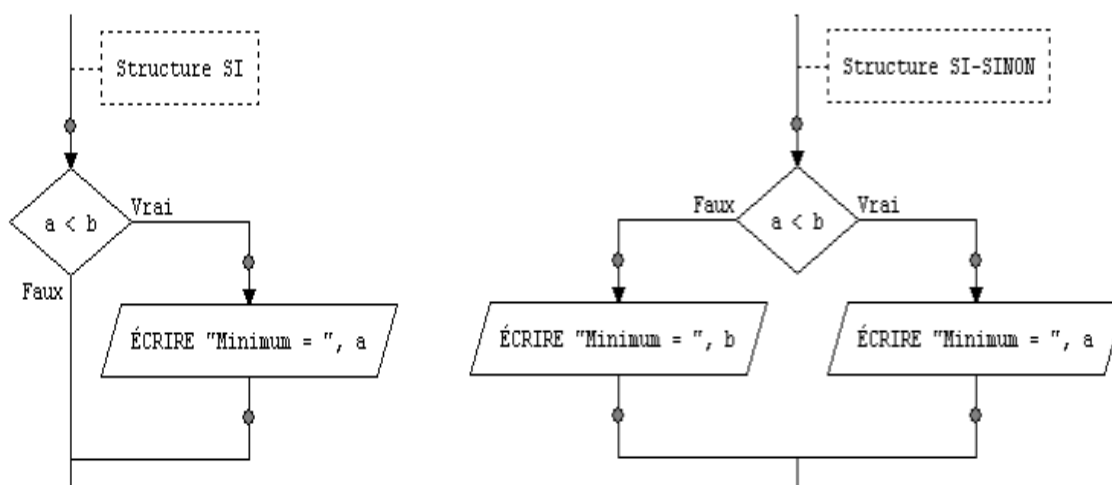 Structure SI
Vrai
a < b
Faux
ÉCRIRE "Minimum = ", a
Structure SI-SINON
Faux
Vrai
a < b
ÉCRIRE "Minimum = ", b
ÉCRIRE "Minimum = ", a